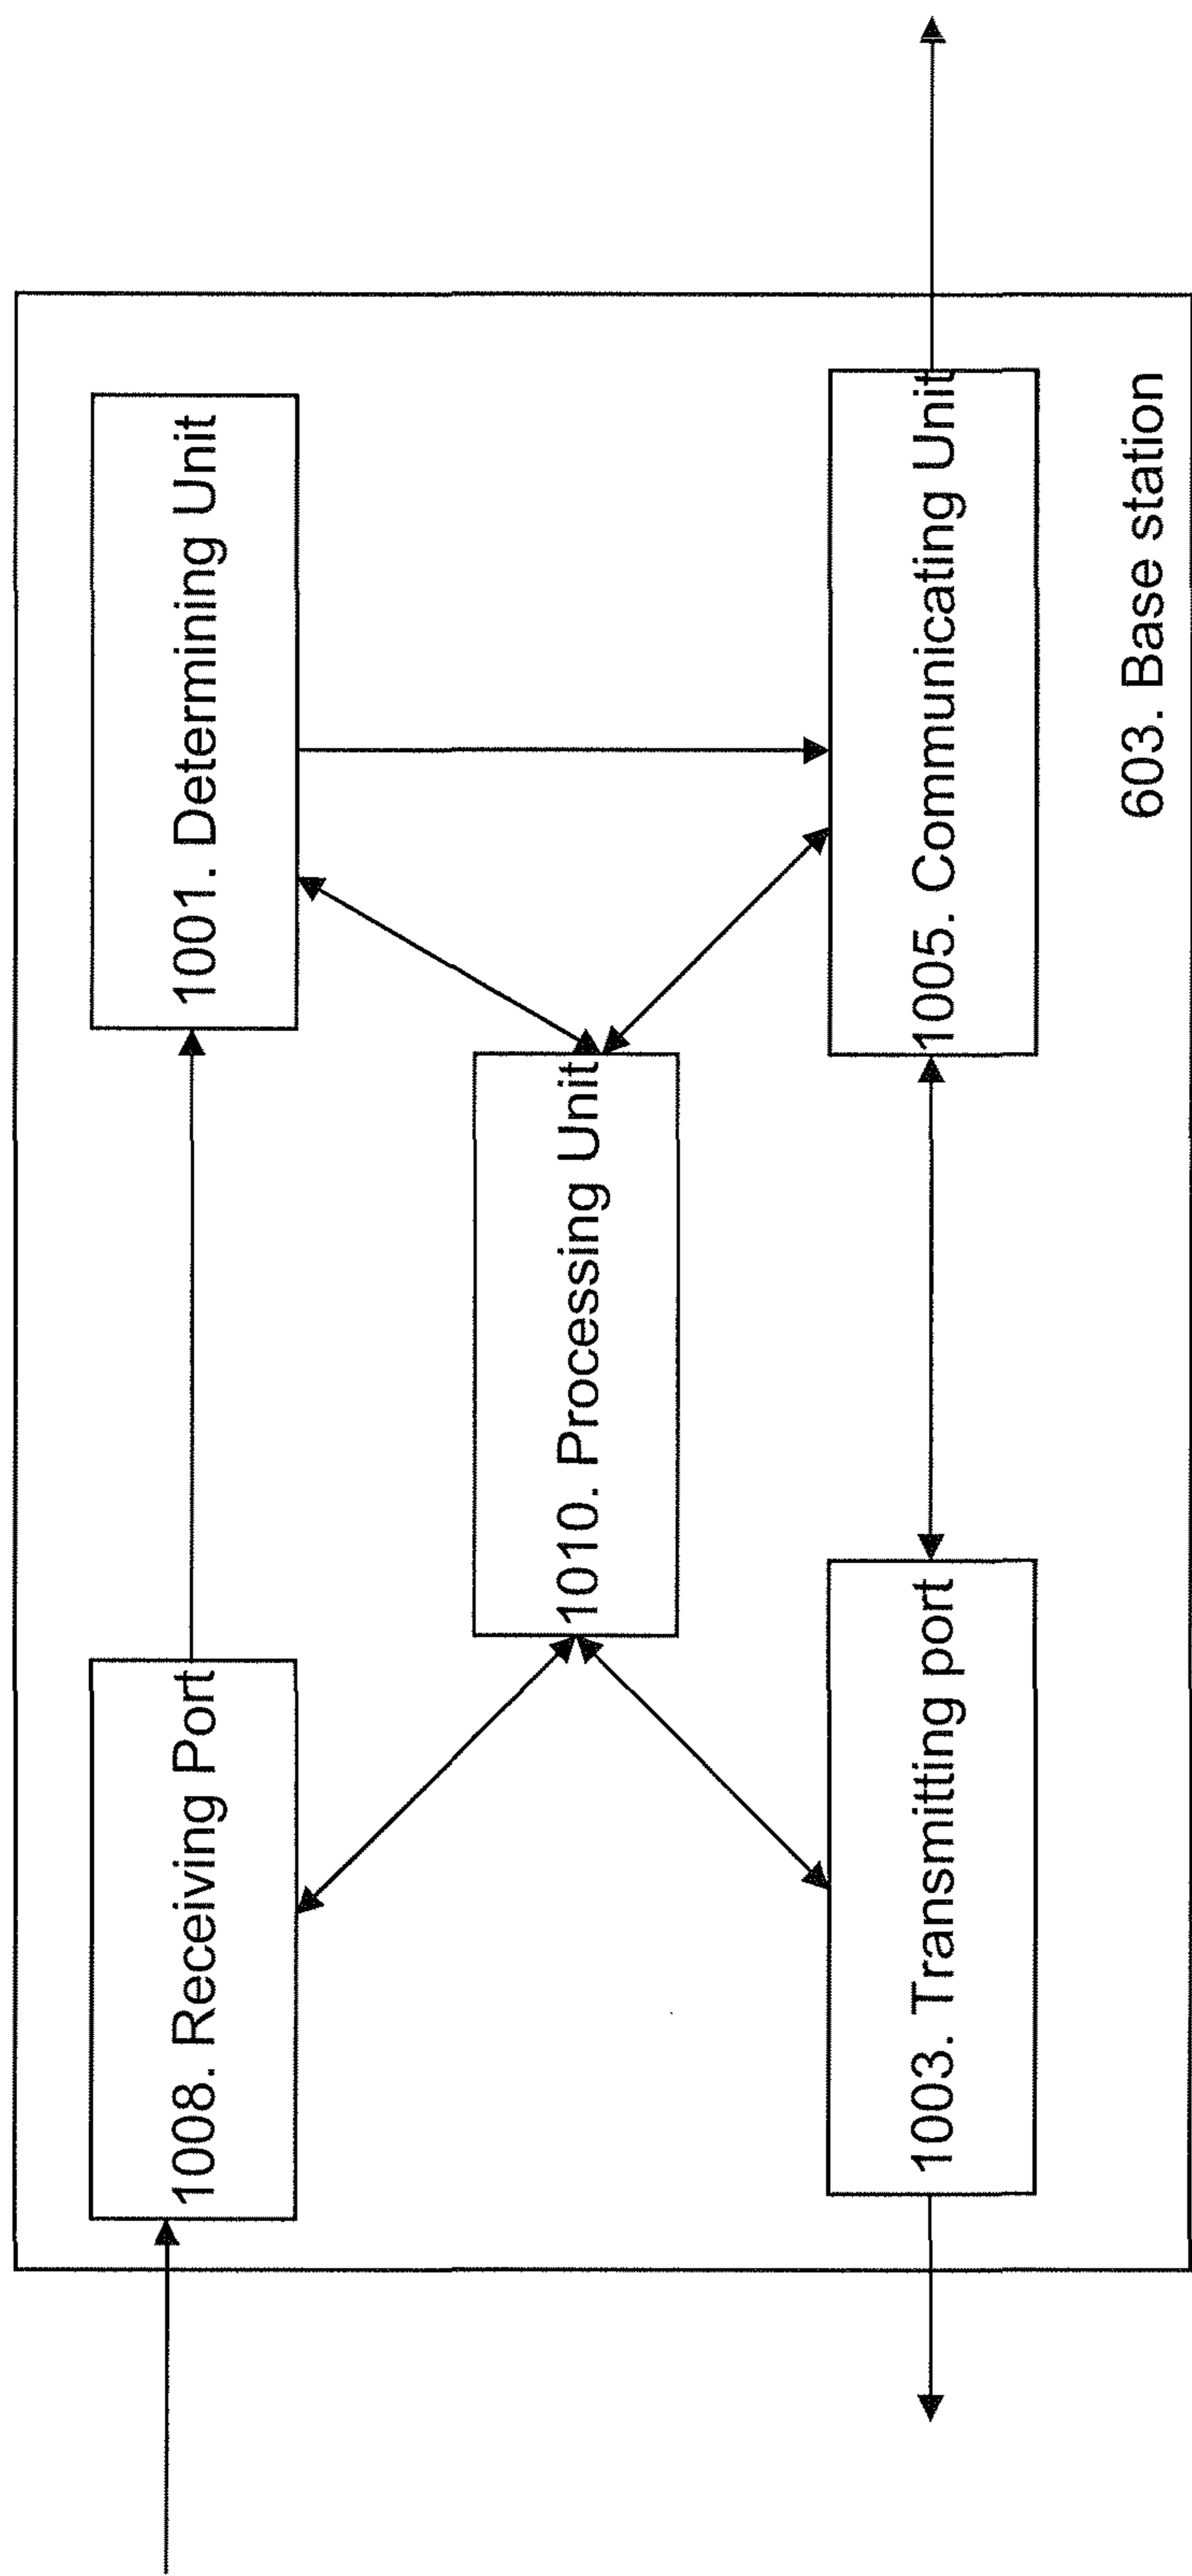 1008. Receiving Port
1001. Determining Unit
1010. Processing Unit
1003. Transmitting port
1005. Communicating Unit
603. Base station